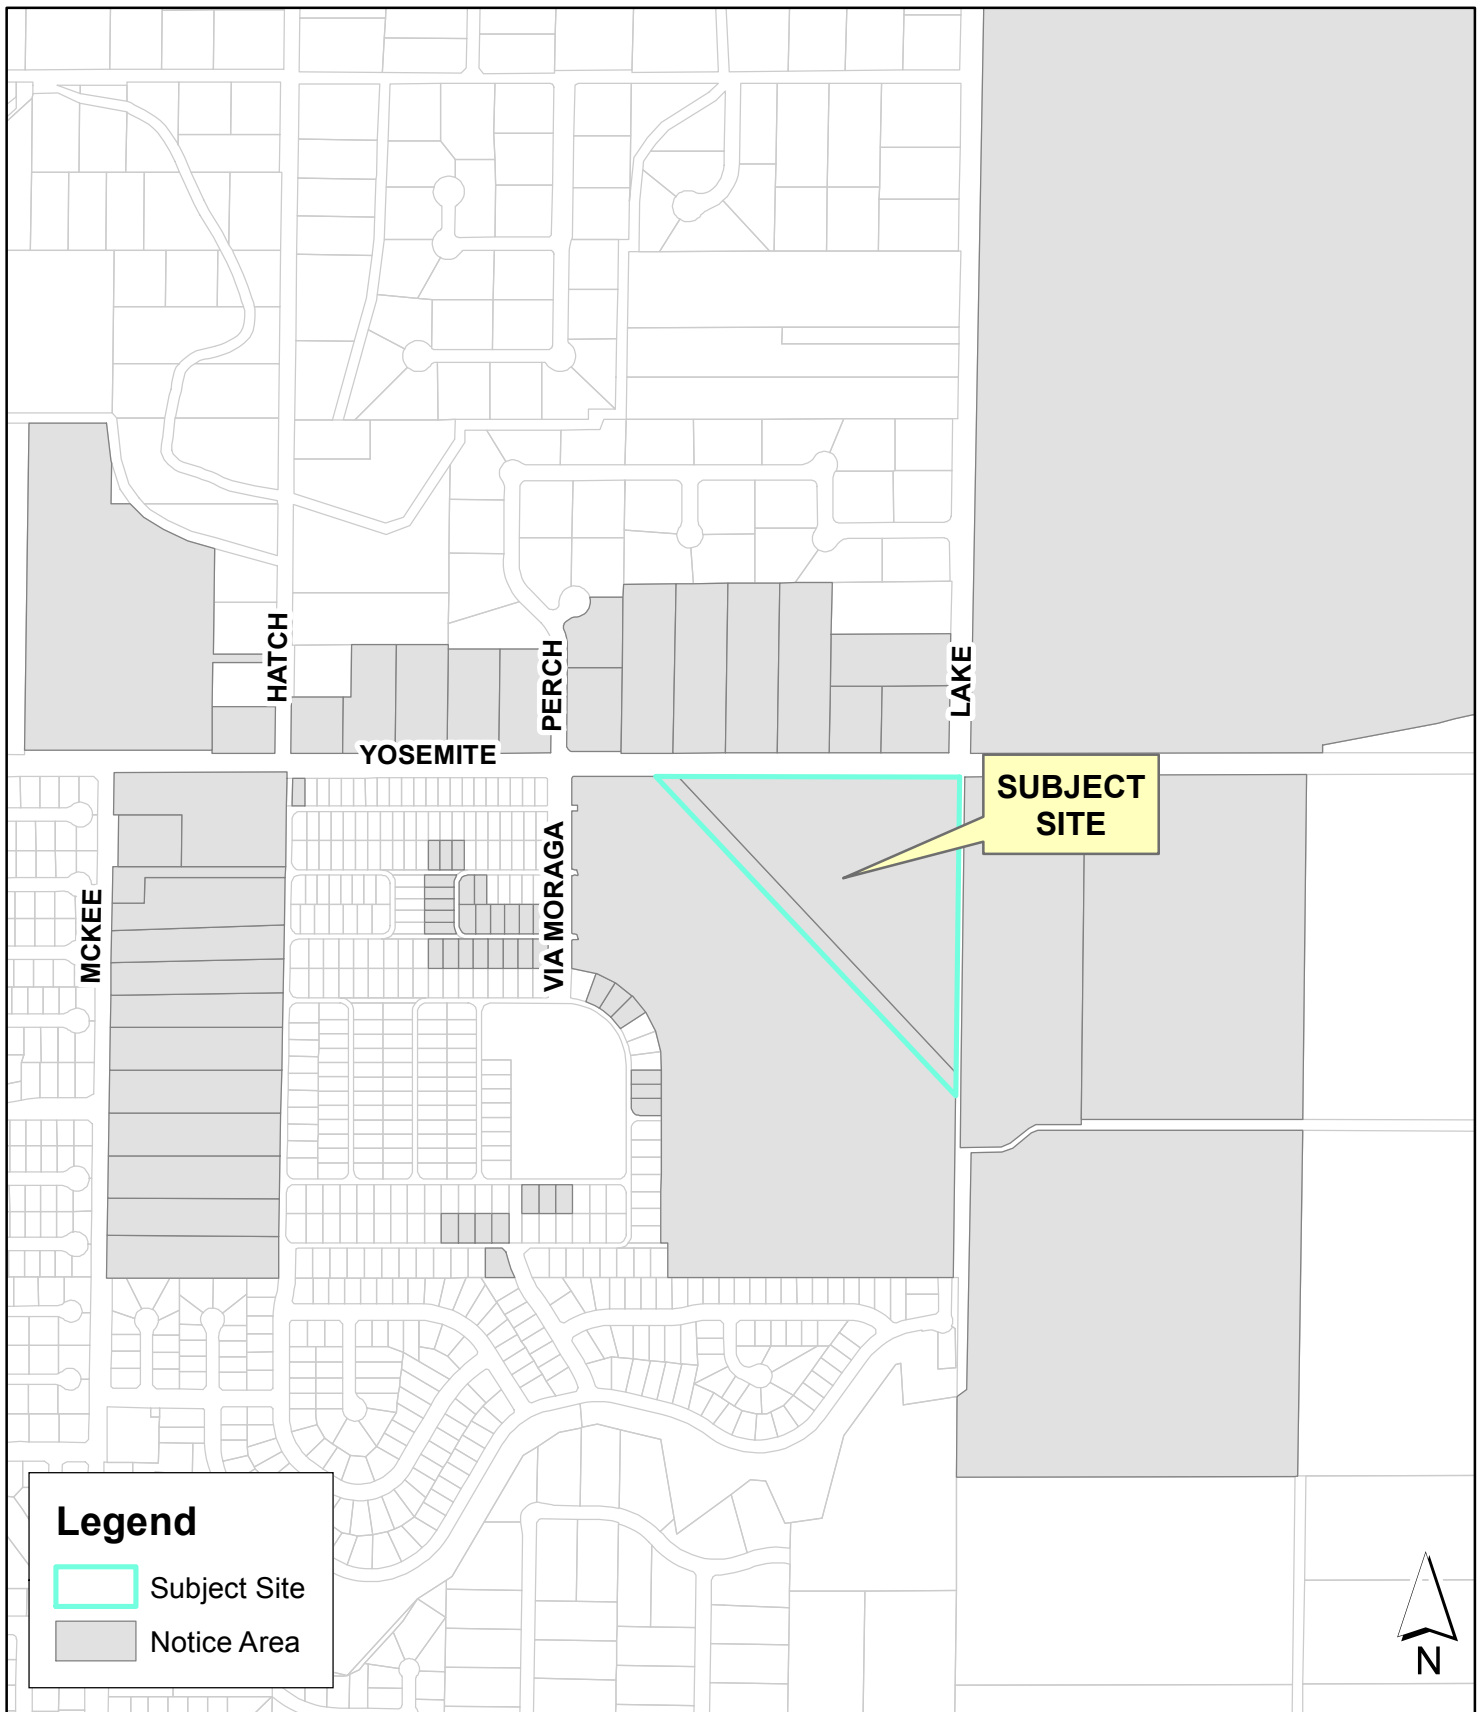 HATCH
PERCH
LAKE
YOSEMITE
SUBJECT
SITE
MCKEE
VIA MORAGA
Legend
Subject Site
Notice Area
N